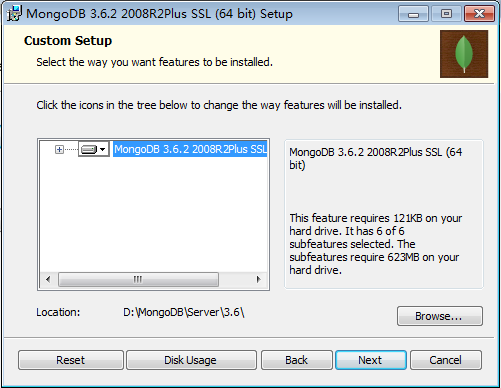 MongoDB 3.6.2 2008R2Plus SSL (64 bit) Setup
Custom Setup
Select the way you want features to be installed.
Click the icons in the tree below to change the way features will be installed.
MongoDB 3.6.2 2008R2Plus SSL
MongoDB 3.6.2 2008R2Plus SSL (64
bit)
This feature requires 121KB on your
hard drive. It has 6 of 6
subfeatures selected. The
subfeatures require 623MB on your
hard drive.
Location:
D:\MongoDB\Server\3.6\
Browse...
Reset
Disk Usage
Back
Next
Cancel